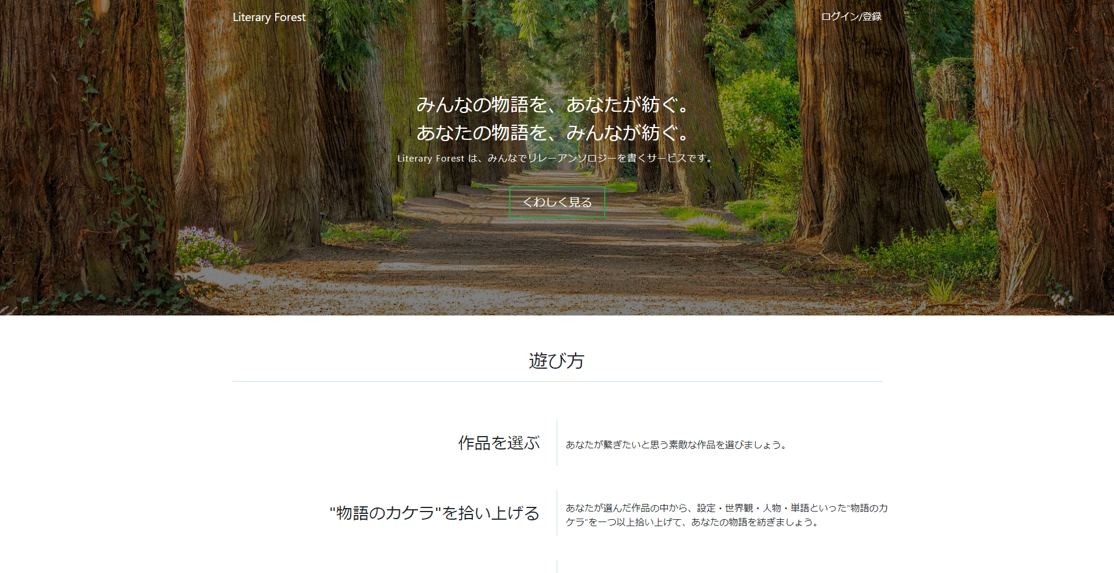 Literary Forest
ログイン/登録
みんなの物語を、あなたが紡ぐ。
あなたの物語を、みんなが紡ぐ。
Literary Forest は、みんなでリレーアンソロジーを書くサービスです。
くわしく見る
遊び方
作品を選ぶ
あなたが繋ぎたいと思う素敵な作品を選びましょう。
"物語のカケラ"を拾い上げる
あなたが選んだ作品の中から、設定・世界観・人物・単語といった"物語のカ
ケラ"を一つ以上拾い上げて、あなたの物語を紡ぎましょう。